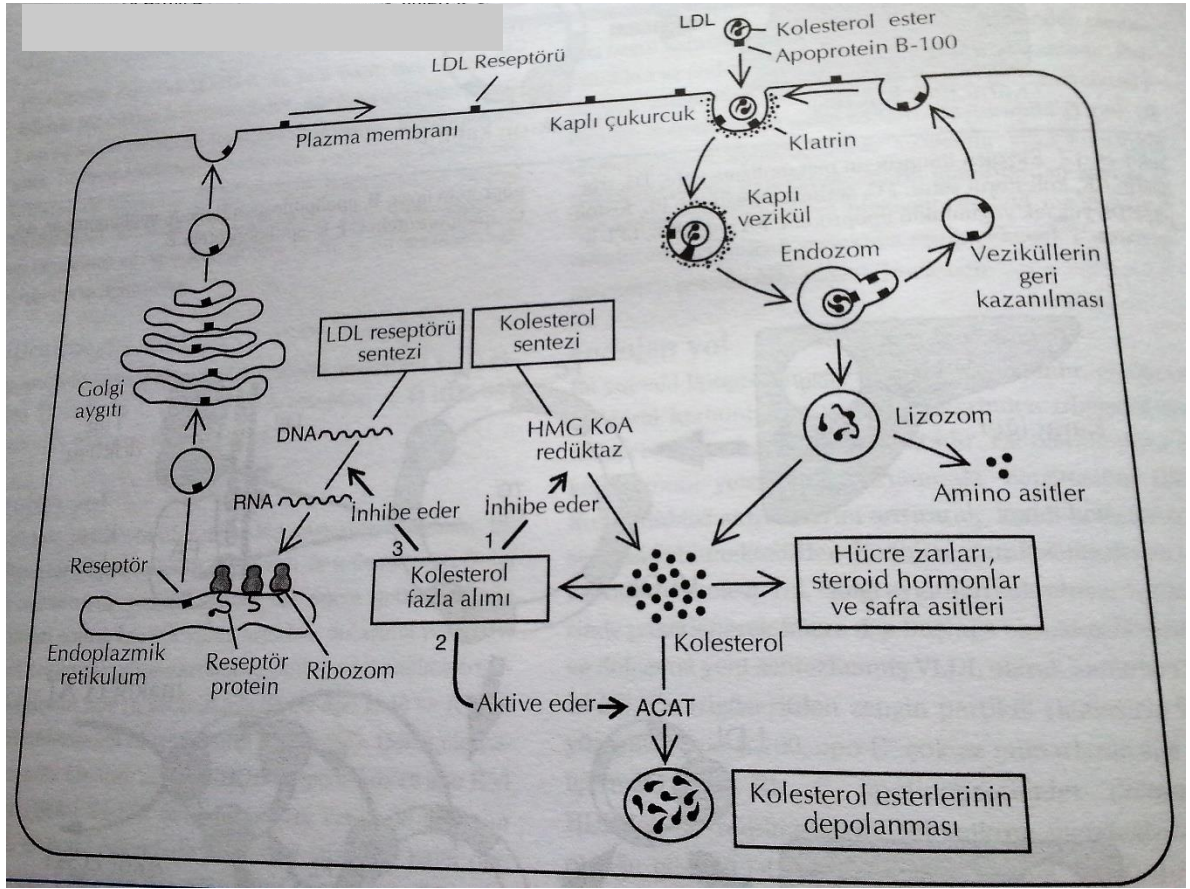 LDL
Kolesterol ester
Apoprotein B-100
LDL Reseptörü
Plazma membranı
Kaplı çukurcuk
Klatrin
Kaplı
vezikül
Endozom
Veziküllerin
geri
kazanılması
LDL reseptörü
sentezi
Kolesterol
sentezi
Golgi
aygıtı
DNA
HMG KoA
redüktaz
Lizozom
Amino asitler
RNA
İnhibe eder
İnhibe eder
3
1
Kolesterol
fazla alımı
2
Hücre zarları,
steroid hormonlar
ve safra asitleri
Reseptör
Kolesterol
Endoplazmik
retikulum
Reseptör
protein
Ribozom
Aktive eder
ACAT
Kolesterol esterlerinin
depolanması